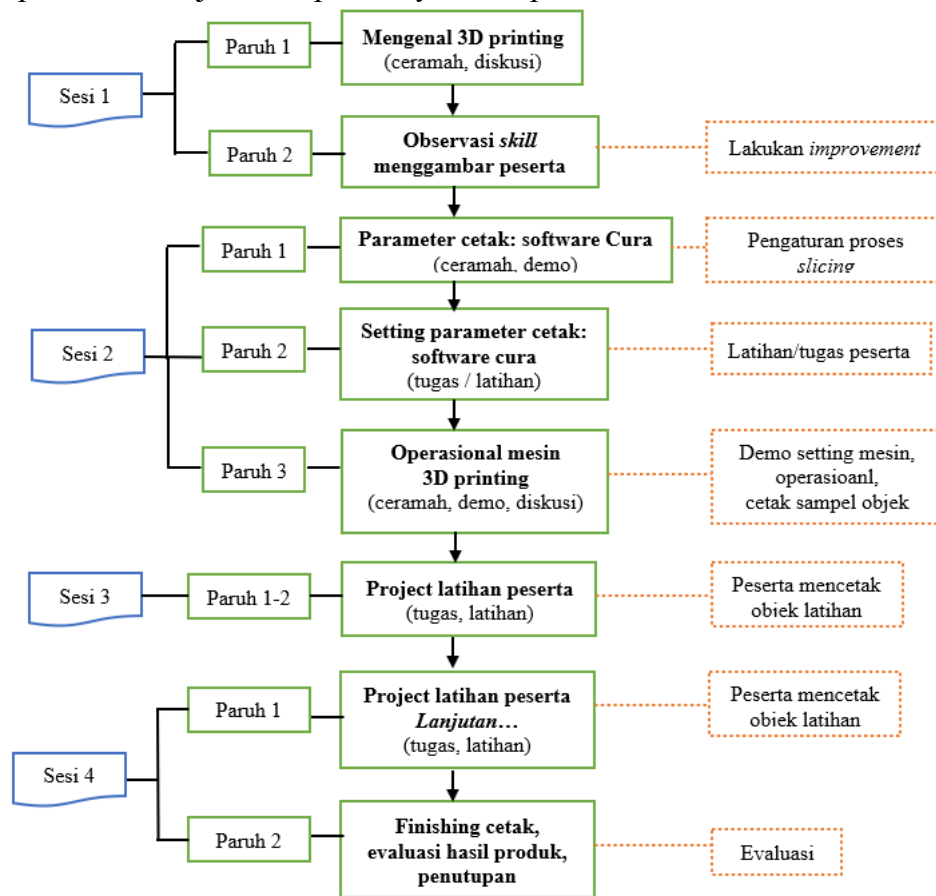 Paruh 1
Mengenal 3D printing
(ceramah, diskusi)
Sesi 1
Paruh 2
Observasi skill
menggambar peserta
Lakukan improvement
Paruh 1
Parameter cetak: software Cura
(ceramah, demo)
Pengaturan proses
slicing
Sesi 2
Paruh 2
Setting parameter cetak:
software cura
(tugas / latihan)
Latihan/tugas peserta
Paruh 3
Operasional mesin
3D printing
(ceramah, demo, diskusi)
Demo setting mesin,
operasioanl,
cetak sampel objek
Sesi 3
Paruh 1-2
Project latihan peserta
(tugas, latihan)
Peserta mencetak
objek latihan
Sesi 4
Paruh 1
Project latihan peserta
Lanjutan…
(tugas, latihan)
Peserta mencetak
objek latihan
Paruh 2
Finishing cetak,
evaluasi hasil produk,
penutupan
Evaluasi